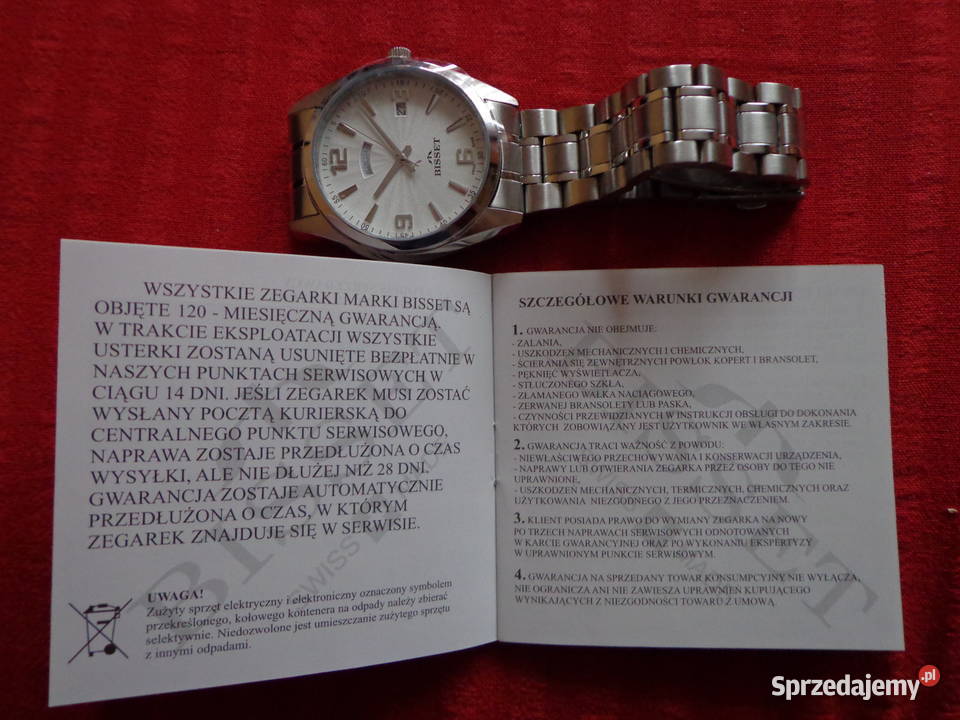 BISSET
12
6
9
WSZYSTKIE ZEGARKI MARKI BISSET SĄ
OBJĘTE 120 - MIESIĘCZNĄ GWARANCJĄ.
W TRAKCIE EKSPLOATACJI WSZYSTKIE
USTERKI ZOSTANĄ USUNIĘTE BEZPŁATNIE W
NASZYCH PUNKTACH SERWISOWYCH W
CIĄGU 14 DNI. JEŚLI ZEGAREK MUSI ZOSTAĆ
WYSŁANY POCZTĄ KURIERSKĄ DO
CENTRALNEGO PUNKTU SERWISOWEGO,
NAPRAWA ZOSTAJE PRZEDŁUŻONA O CZAS
WYSYŁKI, ALE NIE DŁUŻEJ NIŻ 28 DNI.
GWARANCJA ZOSTAJE AUTOMATYCZNIE
PRZEDŁUŻONA O CZAS, W KTÓRYM
ZEGAREK ZNAJDUJE SIĘ W SERWISIE.
UWAGA!
Zużyty sprzęt elektryczny i elektroniczny oznaczony symbolem
przekreślonego, kołowego kontenera na odpady należy zbierać
selektywnie. Niedozwolone jest umieszczanie zużytego sprzętu
z innymi odpadami.
SZCZEGÓŁOWE WARUNKI GWARANCJI
1. GWARANCJA NIE OBEJMUJE:
- ZALANIA,
- USZKODZEŃ MECHANICZNYCH I CHEMICZNYCH,
- ŚCIERANIA SIĘ ZEWNĘTRZNYCH POWŁOK KOPERT I BRANSOLET,
- PĘKNIĘĆ WYŚWIETLACZA,
- STŁUCZONEGO SZKŁA,
- ZŁAMANEGO WAŁKA NACIĄGOWEGO,
- ZERWANEJ BRANSOLETY LUB PASKA,
- CZYNNOŚCI PRZEWIDZIANYCH W INSTRUKCJI OBSŁUGI DO DOKONANIA
KTÓRYCH ZOBOWIĄZANY JEST UŻYTKOWNIK WE WŁASNYM ZAKRESIE.
2. GWARANCJA TRACI WAŻNOŚĆ Z POWODU:
- NIEWŁAŚCIWEGO PRZECHOWYWANIA I KONSERWACJI URZĄDZENIA,
- NAPRAWY LUB OTWIERANIA ZEGARKA PRZEZ OSOBY DO TEGO NIE
UPRAWNIONE,
- USZKODZEŃ MECHANICZNYCH, TERMICZNYCH, CHEMICZNYCH ORAZ
UŻYTKOWANIA NIEZGODNEGO Z JEGO PRZEZNACZENIEM.
3. KLIENT POSIADA PRAWO DO WYMIANY ZEGARKA NA NOWY
PO TRZECH NAPRAWACH SERWISOWYCH ODNOTOWANYCH
W KARCIE GWARANCYJNEJ ORAZ PO WYKONANIU EKSPERTYZY
W UPRAWNIONYM PUNKCIE SERWISOWYM.
4. GWARANCJA NA SPRZEDANY TOWAR KONSUMPCYJNY NIE WYŁĄCZA,
NIE OGRANICZA ANI NIE ZAWIESZA UPRAWNIEŃ KUPUJĄCEGO
WYNIKAJĄCYCH Z NIEZGODNOŚCI TOWARU Z UMOWĄ.
Sprzedajemy.pl